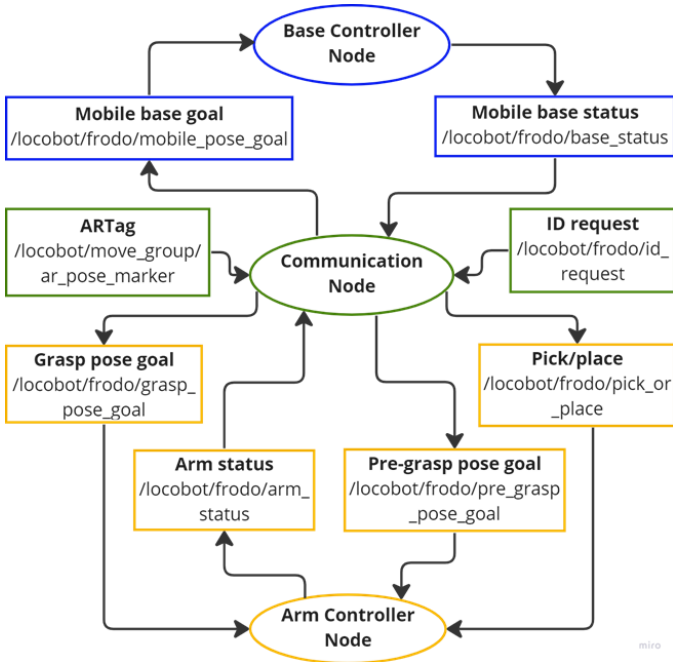 Base Controller
Node
Mobile base goal
/locobot/frodo/mobile_pose_goal
Mobile base status
/locobot/frodo/base_status
ARTag
/locobot/move_group/
ar_pose_marker
Communication
Node
ID request
/locobot/frodo/id_
request
Grasp pose goal
/locobot/frodo/grasp_
pose_goal
Pick/place
/locobot/frodo/pick_or
_place
Arm status
/locobot/frodo/arm_
status
Pre-grasp pose goal
/locobot/frodo/pre_grasp
_pose_goal
Arm Controller
Node
miro